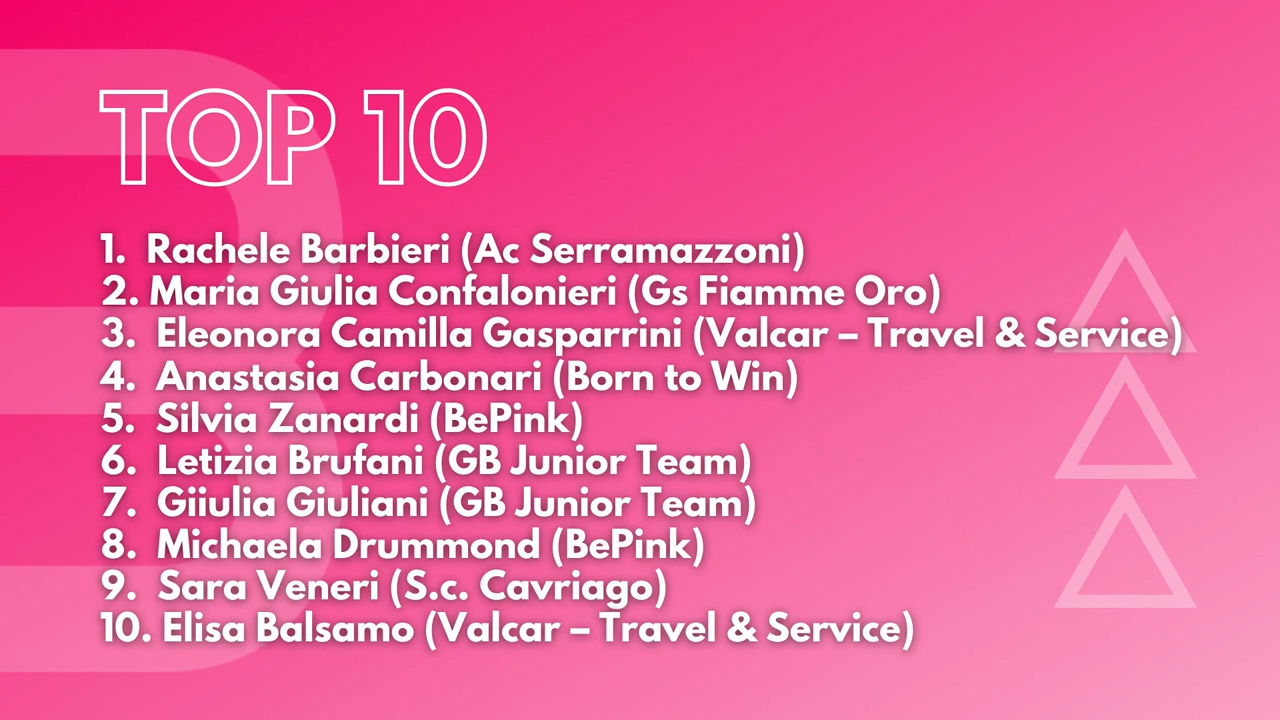 TOP 10
1. Rachele Barbieri (Ac Serramazzoni)
2. Maria Giulia Confalonieri (Gs Fiamme Oro)
3. Eleonora Camilla Gasparrini (Valcar – Travel & Service)
4. Anastasia Carbonari (Born to Win)
5. Silvia Zanardi (BePink)
6. Letizia Brufani (GB Junior Team)
7. Giiulia Giuliani (GB Junior Team)
8. Michaela Drummond (BePink)
9. Sara Veneri (S.c. Cavriago)
10. Elisa Balsamo (Valcar – Travel & Service)